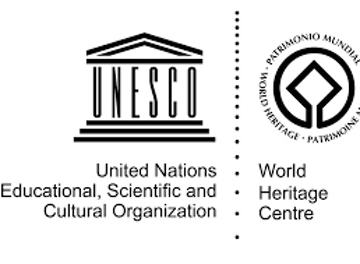 UNESCO
United Nations
Educational, Scientific and
Cultural Organization
PATRIMONIO MUNDIAL
WORLD HERITAGE · PATRIMOINE
World
Heritage
Centre